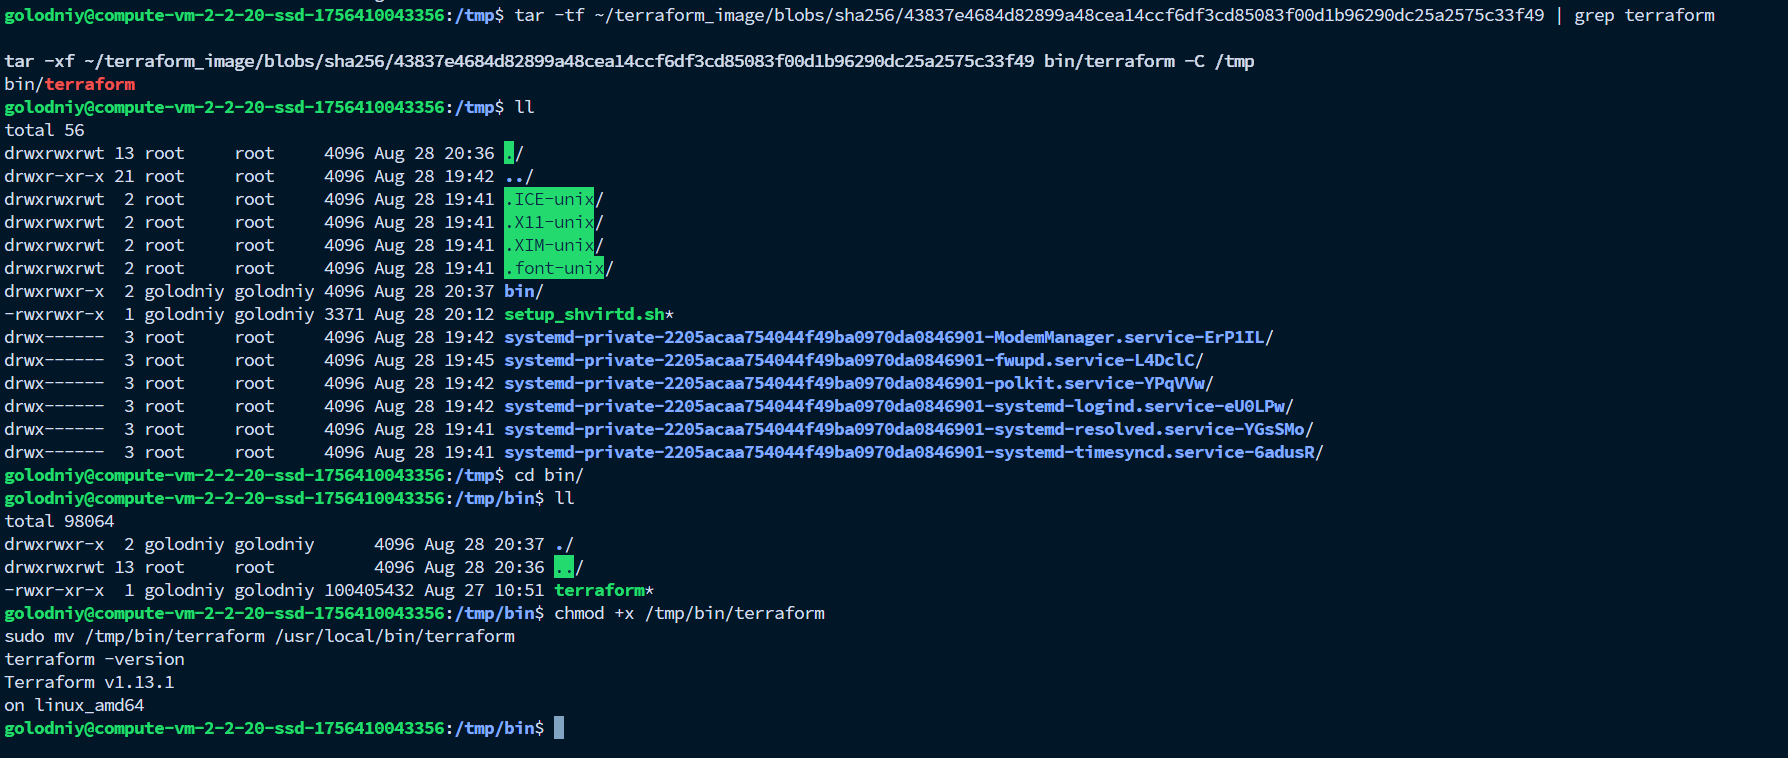 golodniy@compute-vm-2-2-20-ssd-1756410043356:/tmp$ tar -tf ~/terraform_image/blobs/sha256/43837e4684d82899a48cea14ccf6df3cd85083f00d1b96290dc25a2575c33f49 | grep terraform
tar -xf ~/terraform_image/blobs/sha256/43837e4684d82899a48cea14ccf6df3cd85083f00d1b96290dc25a2575c33f49 bin/terraform -C /tmp
bin/terraform
golodniy@compute-vm-2-2-20-ssd-1756410043356:/tmp$ ll
total 56
drwxrwxrwt 13 root     root     4096 Aug 28 20:36 ./
drwxr-xr-x 21 root     root     4096 Aug 28 19:42 ../
drwxrwxrwt  2 root     root     4096 Aug 28 19:41 .ICE-unix/
drwxrwxrwt  2 root     root     4096 Aug 28 19:41 .X11-unix/
drwxrwxrwt  2 root     root     4096 Aug 28 19:41 .XIM-unix/
drwxrwxrwt  2 root     root     4096 Aug 28 19:41 .font-unix/
drwxrwxr-x  2 golodniy golodniy 4096 Aug 28 20:37 bin/
-rwxrwxr-x  1 golodniy golodniy 3371 Aug 28 20:12 setup_shvirtd.sh*
drwx------  3 root     root     4096 Aug 28 19:42 systemd-private-2205acaa754044f49ba0970da0846901-ModemManager.service-ErP1IL/
drwx------  3 root     root     4096 Aug 28 19:45 systemd-private-2205acaa754044f49ba0970da0846901-fwupd.service-L4DclC/
drwx------  3 root     root     4096 Aug 28 19:42 systemd-private-2205acaa754044f49ba0970da0846901-polkit.service-YPqVVw/
drwx------  3 root     root     4096 Aug 28 19:42 systemd-private-2205acaa754044f49ba0970da0846901-systemd-logind.service-eU0LPw/
drwx------  3 root     root     4096 Aug 28 19:41 systemd-private-2205acaa754044f49ba0970da0846901-systemd-resolved.service-YGsSMo/
drwx------  3 root     root     4096 Aug 28 19:41 systemd-private-2205acaa754044f49ba0970da0846901-systemd-timesyncd.service-6adusR/
golodniy@compute-vm-2-2-20-ssd-1756410043356:/tmp$ cd bin/
golodniy@compute-vm-2-2-20-ssd-1756410043356:/tmp/bin$ ll
total 98064
drwxrwxr-x  2 golodniy golodniy      4096 Aug 28 20:37 ./
drwxrwxrwt 13 root     root          4096 Aug 28 20:36 ../
-rwxr-xr-x  1 golodniy golodniy 100405432 Aug 27 10:51 terraform*
golodniy@compute-vm-2-2-20-ssd-1756410043356:/tmp/bin$ chmod +x /tmp/bin/terraform
sudo mv /tmp/bin/terraform /usr/local/bin/terraform
terraform -version
Terraform v1.13.1
on linux_amd64
golodniy@compute-vm-2-2-20-ssd-1756410043356:/tmp/bin$